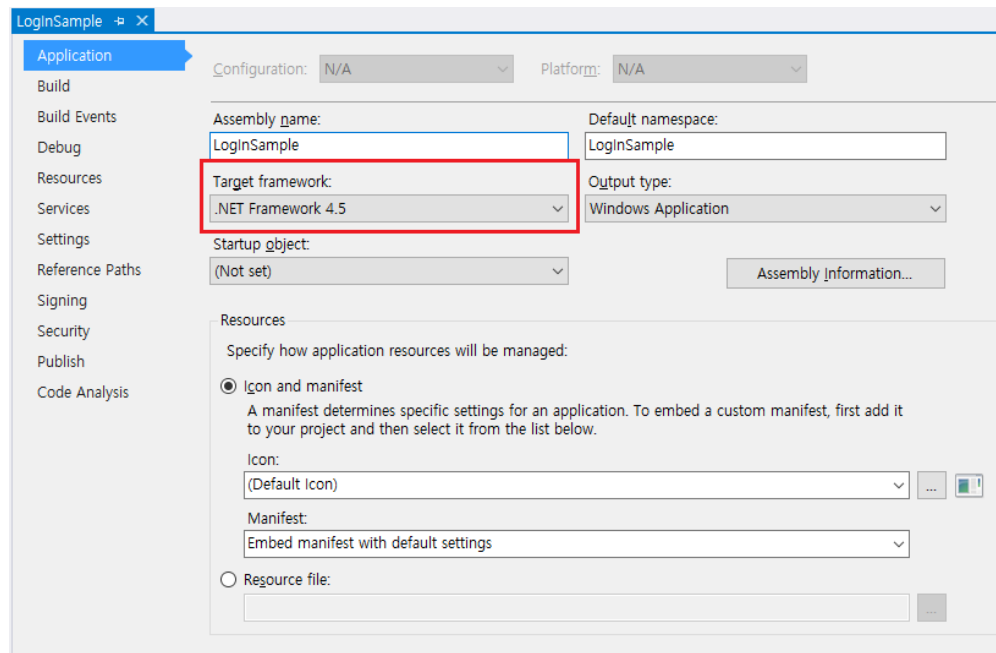 LogInSample
Application
Build
Build Events
Debug
Resources
Services
Settings
Reference Paths
Signing
Security
Publish
Code Analysis
Configuration: N/A Platform: N/A
Assembly name: Default namespace:
LogInSample LogInSample
Target framework: Output type:
.NET Framework 4.5 Windows Application
Startup object:
(Not set) Assembly Information...
Resources
Specify how application resources will be managed:
Icon and manifest
A manifest determines specific settings for an application. To embed a custom manifest, first add it
to your project and then select it from the list below.
Icon:
(Default Icon) ...
Manifest:
Embed manifest with default settings
Resource file:
...